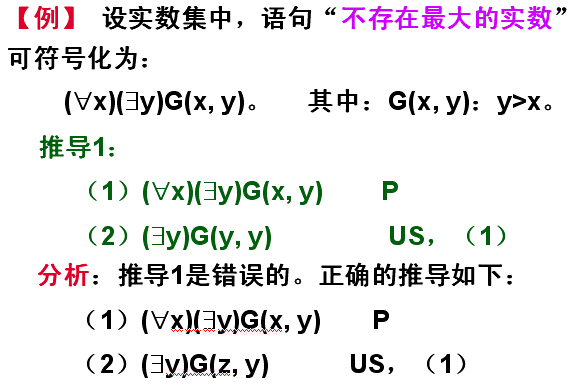 【例】 设实数集中，语句“不存在最大的实数”
可符号化为：
(∀x)(∃y)G(x, y)。 其中：G(x, y)：y>x。
推导1：
（1）(∀x)(∃y)G(x, y) P
（2）(∃y)G(y, y) US，（1）
分析：推导1是错误的。正确的推导如下：
（1）(∀x)(∃y)G(x, y) P
（2）(∃y)G(z, y) US，（1）